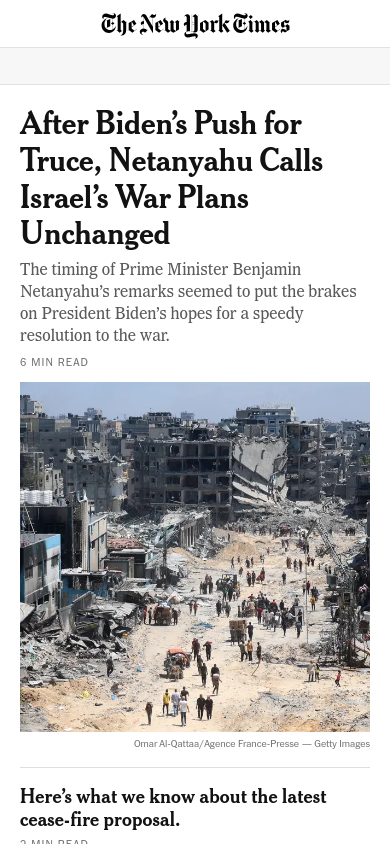 The New York Times
After Biden’s Push for
Truce, Netanyahu Calls
Israel’s War Plans
Unchanged
The timing of Prime Minister Benjamin
Netanyahu’s remarks seemed to put the brakes
on President Biden’s hopes for a speedy
resolution to the war.
6 MIN READ
Omar Al-Qattaa/Agence France-Presse — Getty Images
Here’s what we know about the latest
cease-fire proposal.
2 MIN READ